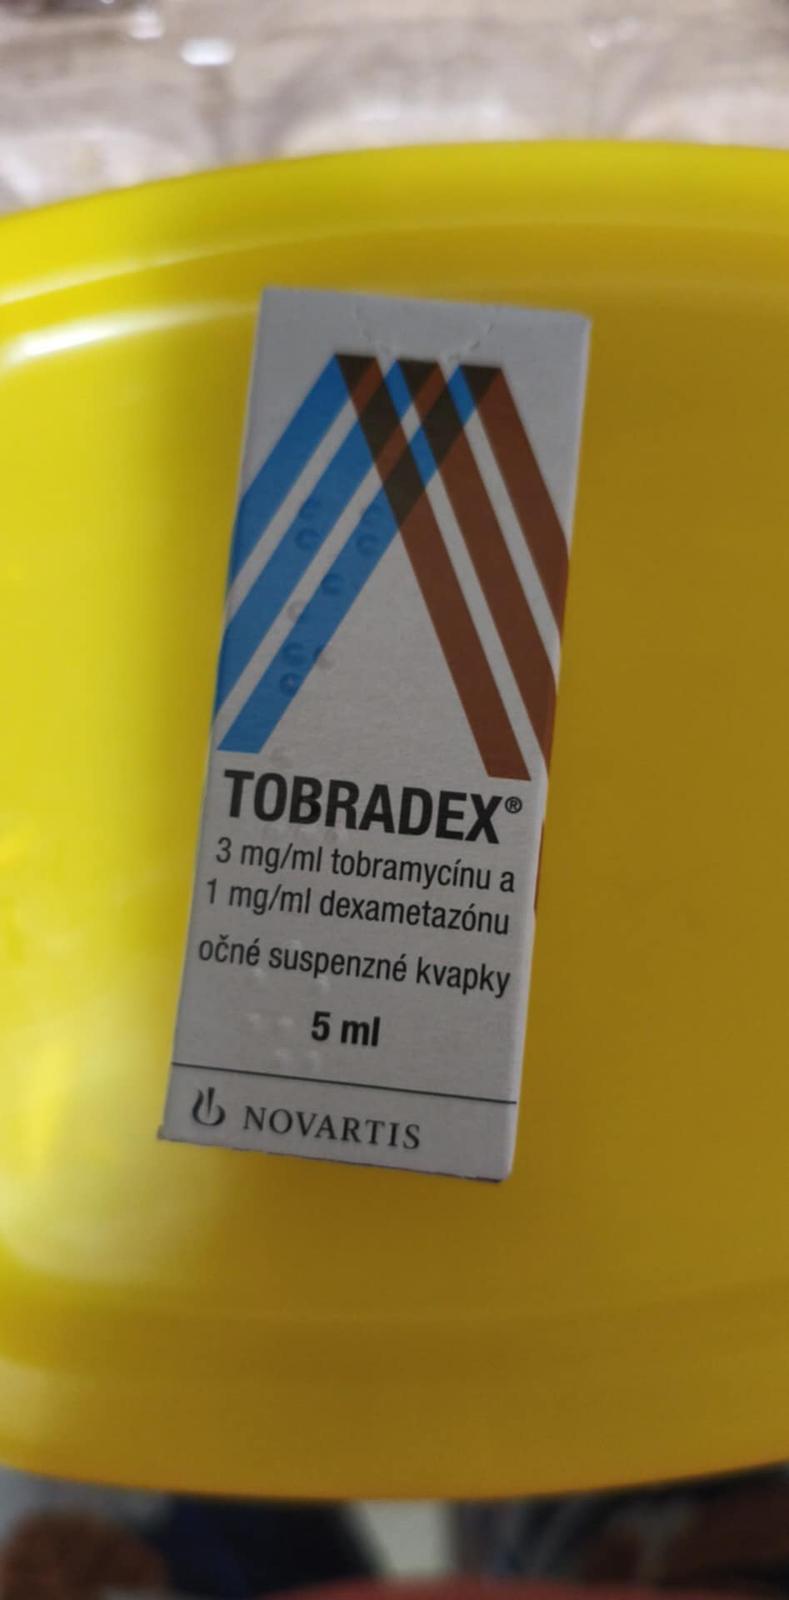 TOBRADEX®
3 mg/ml tobramycínu a
1 mg/ml dexametazónu
očné suspenzné kvapky
5 ml
NOVARTIS